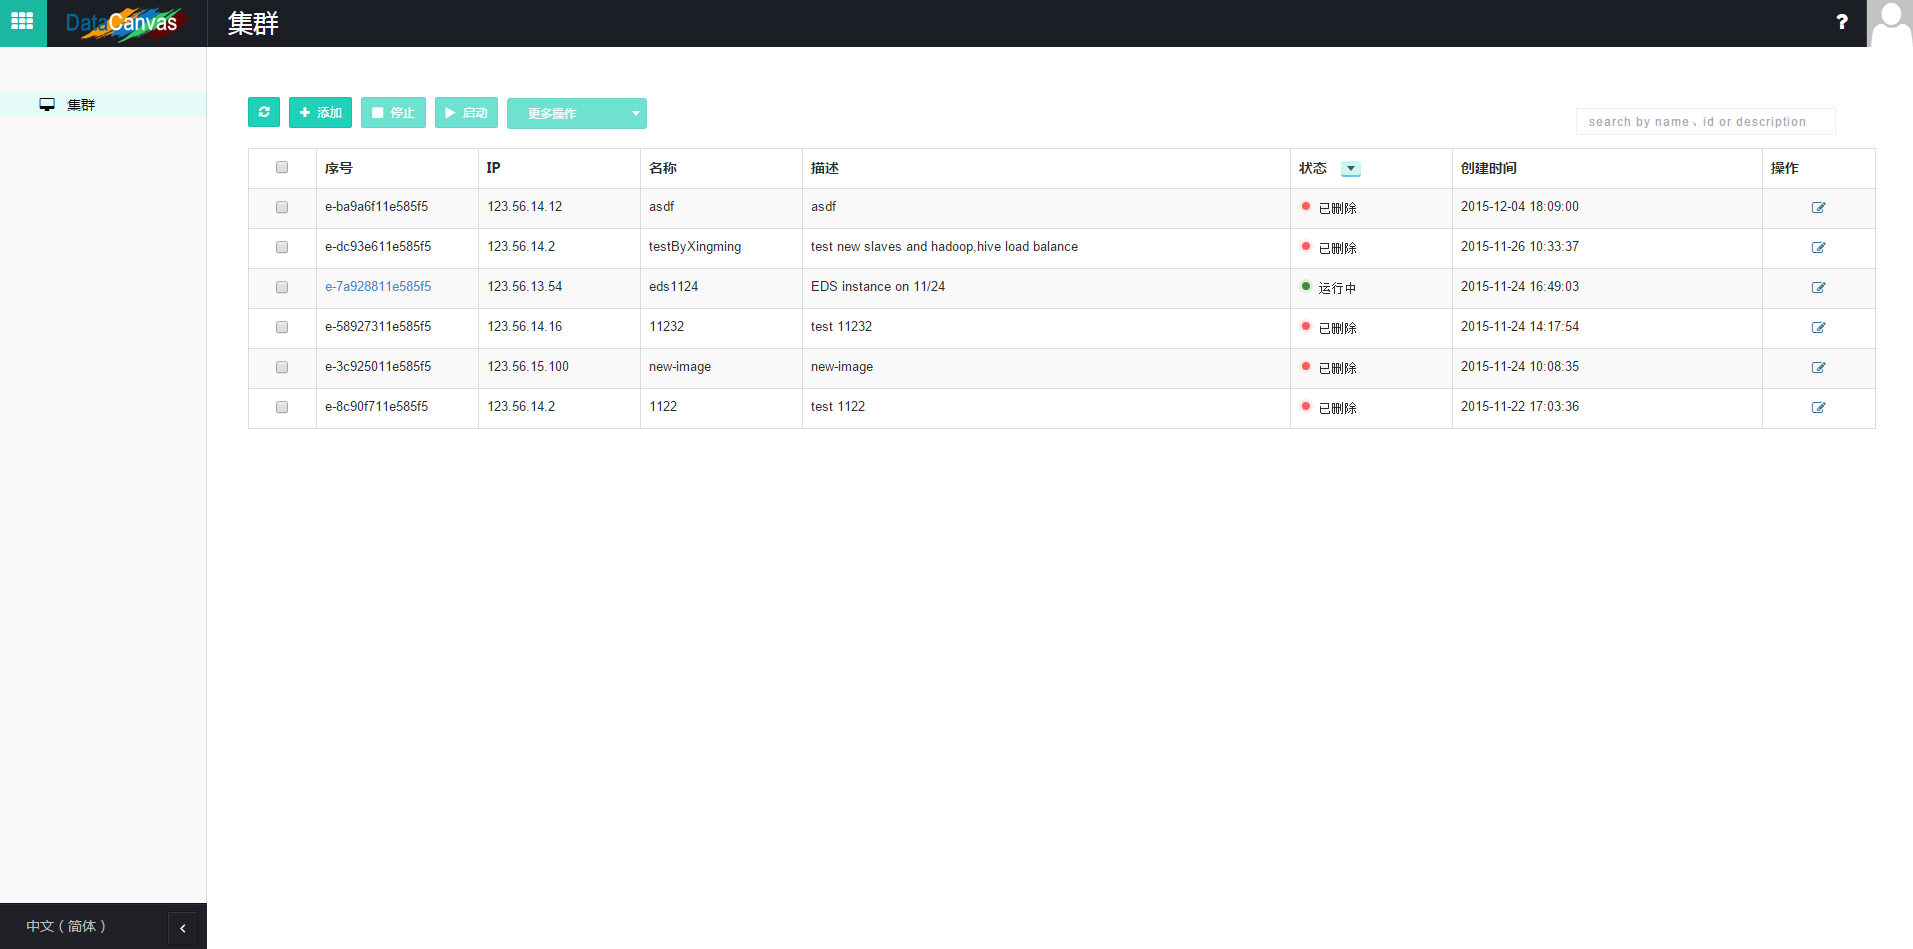 DataCanvas 集群 ?
集群
添加 停止 启动 更多操作
search by name、id or description
序号 IP 名称 描述 状态 创建时间 操作
e-ba9a6f11e585f5 123.56.14.12 asdf asdf 已删除 2015-12-04 18:09:00
e-dc93e611e585f5 123.56.14.2 testByXingming test new slaves and hadoop,hive load balance 已删除 2015-11-26 10:33:37
e-7a928811e585f5 123.56.13.54 eds1124 EDS instance on 11/24 运行中 2015-11-24 16:49:03
e-58927311e585f5 123.56.14.16 11232 test 11232 已删除 2015-11-24 14:17:54
e-3c925011e585f5 123.56.15.100 new-image new-image 已删除 2015-11-24 10:08:35
e-8c90f711e585f5 123.56.14.2 1122 test 1122 已删除 2015-11-22 17:03:36
中文（简体）